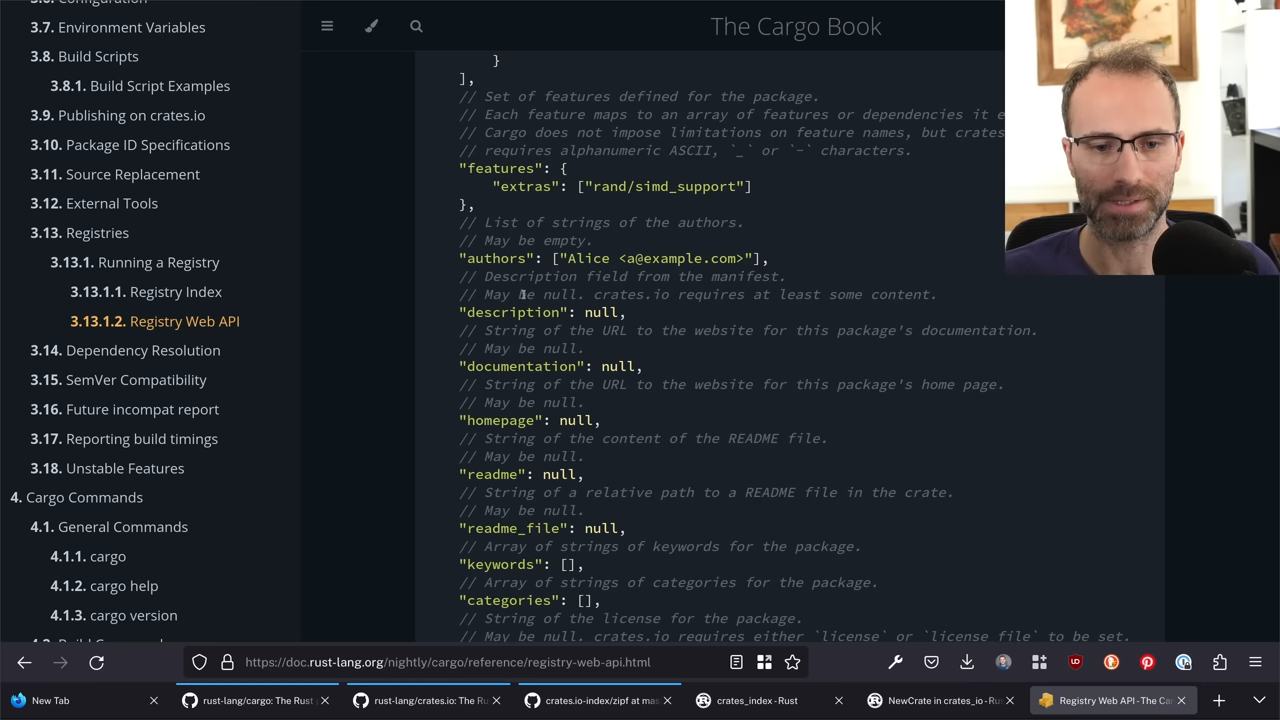 3.6. Configuration
3.7. Environment Variables
3.8. Build Scripts
3.8.1. Build Script Examples
3.9. Publishing on crates.io
3.10. Package ID Specifications
3.11. Source Replacement
3.12. External Tools
3.13. Registries
3.13.1. Running a Registry
3.13.1.1. Registry Index
3.13.1.2. Registry Web API
3.14. Dependency Resolution
3.15. SemVer Compatibility
3.16. Future incompat report
3.17. Reporting build timings
3.18. Unstable Features
4. Cargo Commands
4.1. General Commands
4.1.1. cargo
4.1.2. cargo help
4.1.3. cargo version
The Cargo Book
}
],
// Set of features defined for the package.
// Each feature maps to an array of features or dependencies it e
// Cargo does not impose limitations on feature names, but crates
// requires alphanumeric ASCII, `_` or `-` characters.
"features": {
"extras": ["rand/simd_support"]
},
// List of strings of the authors.
// May be empty.
"authors": ["Alice <a@example.com>"],
// Description field from the manifest.
// May be null. crates.io requires at least some content.
"description": null,
// String of the URL to the website for this package's documentation.
// May be null.
"documentation": null,
// String of the URL to the website for this package's home page.
// May be null.
"homepage": null,
// String of the content of the README file.
// May be null.
"readme": null,
// String of a relative path to a README file in the crate.
// May be null.
"readme_file": null,
// Array of strings of keywords for the package.
"keywords": [],
// Array of strings of categories for the package.
"categories": [],
// String of the license for the package.
// May be null. crates.io requires either `license` or `license_file` to be set.
https://doc.rust-lang.org/nightly/cargo/reference/registry-web-api.html
New Tab
rust-lang/cargo: The Rust
rust-lang/crates.io: The Ru
crates.io-index/zipf at mas
crates_index - Rust
NewCrate in crates_io - Rus
Registry Web API - The Car